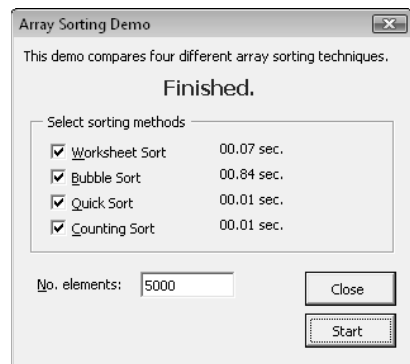 Array Sorting Demo
This demo compares four different array sorting techniques.
Finished.
Select sorting methods
Worksheet Sort 00.07 sec.
Bubble Sort 00.84 sec.
Quick Sort 00.01 sec.
Counting Sort 00.01 sec.
No. elements: 5000
Close
Start